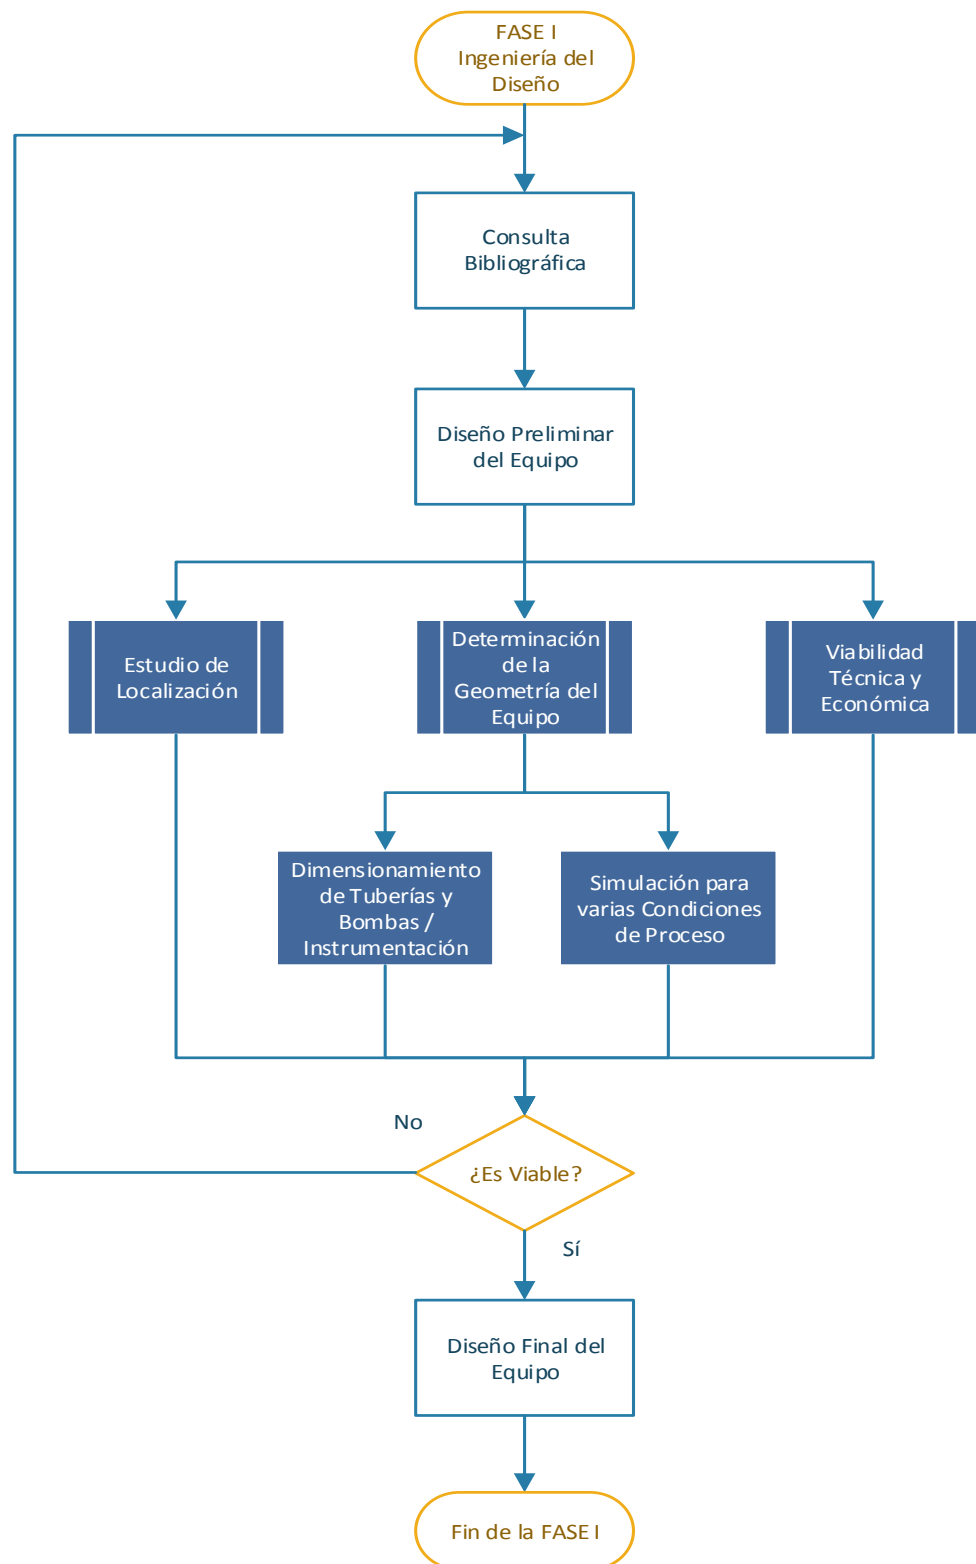 FASE I
Ingeniería del
Diseño
Consulta
Bibliográfica
Diseño Preliminar
del Equipo
Estudio de
Localización
Determinación
de la
Geometría del
Equipo
Viabilidad
Técnica y
Económica
Dimensionamiento
de Tuberías y
Bombas /
Instrumentación
Simulación para
varias Condiciones
de Proceso
No
¿Es Viable?
Sí
Diseño Final del
Equipo
Fin de la FASE I